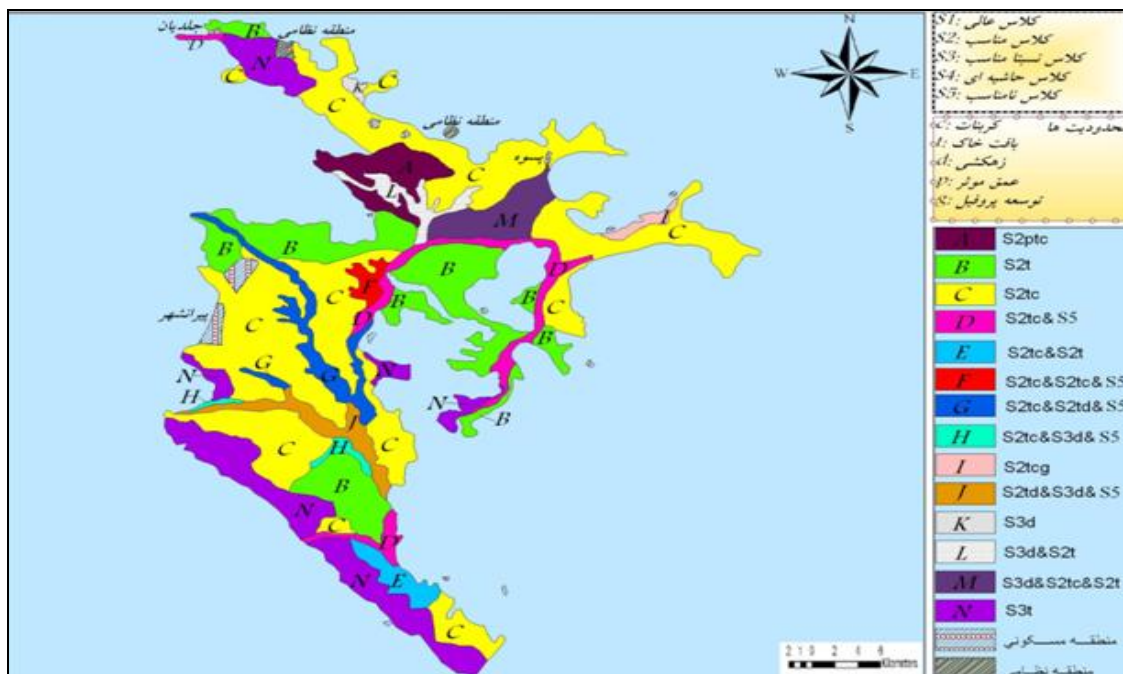 جلدیان
منطقه نظامی
B
D
N
C
C
K
C
منطقه نظامی
پسوه
C
A
L
M
I
C
B
B
B
C
F
D
B
B
C
C
D
B
C
پیرانشهر
G
N
H
G
N
N
B
J
C
H
C
B
N
C
D
N
E
C
N
W
E
S
2 1 0 2 4 6
Kilometers
S1: کلاس عالی
S2: کلاس مناسب
S3: کلاس نسبتا مناسب
S4: کلاس حاشیه ای
S5: کلاس نامناسب
محدودیت ها
c: کربنات
t: بافت خاک
d: زهکشی
p: عمق موثر
s: توسعه پروفیل
A S2ptc
B S2t
C S2tc
D S2tc& S5
E S2tc&S2t
F S2tc&S2tc& S5
G S2tc&S2td& S5
H S2tc&S3d& S5
I S2tcg
J S2td&S3d& S5
K S3d
L S3d&S2t
M S3d&S2tc&S2t
N S3t
منطقه مسکونی
منطقه نظامی